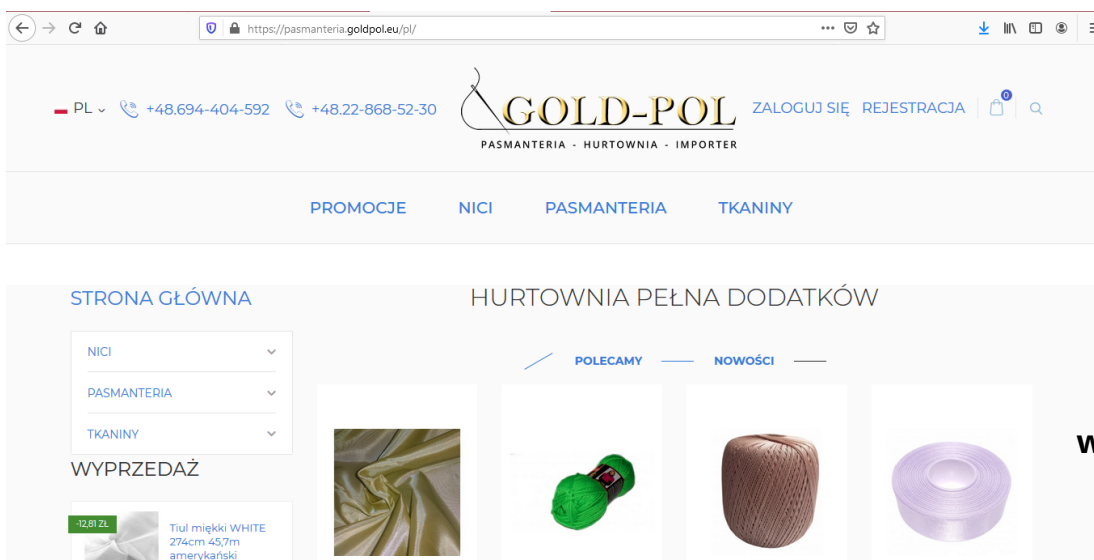 https://pasmanteria.goldpol.eu/pl/
PL +48.694-404-592 +48.22-868-52-30
GOLD-POL
PASMANTERIA - HURTOWNIA - IMPORTER
ZALOGUJ SIĘ REJESTRACJA 0
PROMOCJE NICI PASMANTERIA TKANINY
STRONA GŁÓWNA
NICI
PASMANTERIA
TKANINY
WYPRZEDAŻ
-12,81 ZŁ
Tiul miękki WHITE
274cm 45,7m
amerykański
HURTOWNIA PEŁNA DODATKÓW
POLECAMY NOWOŚCI